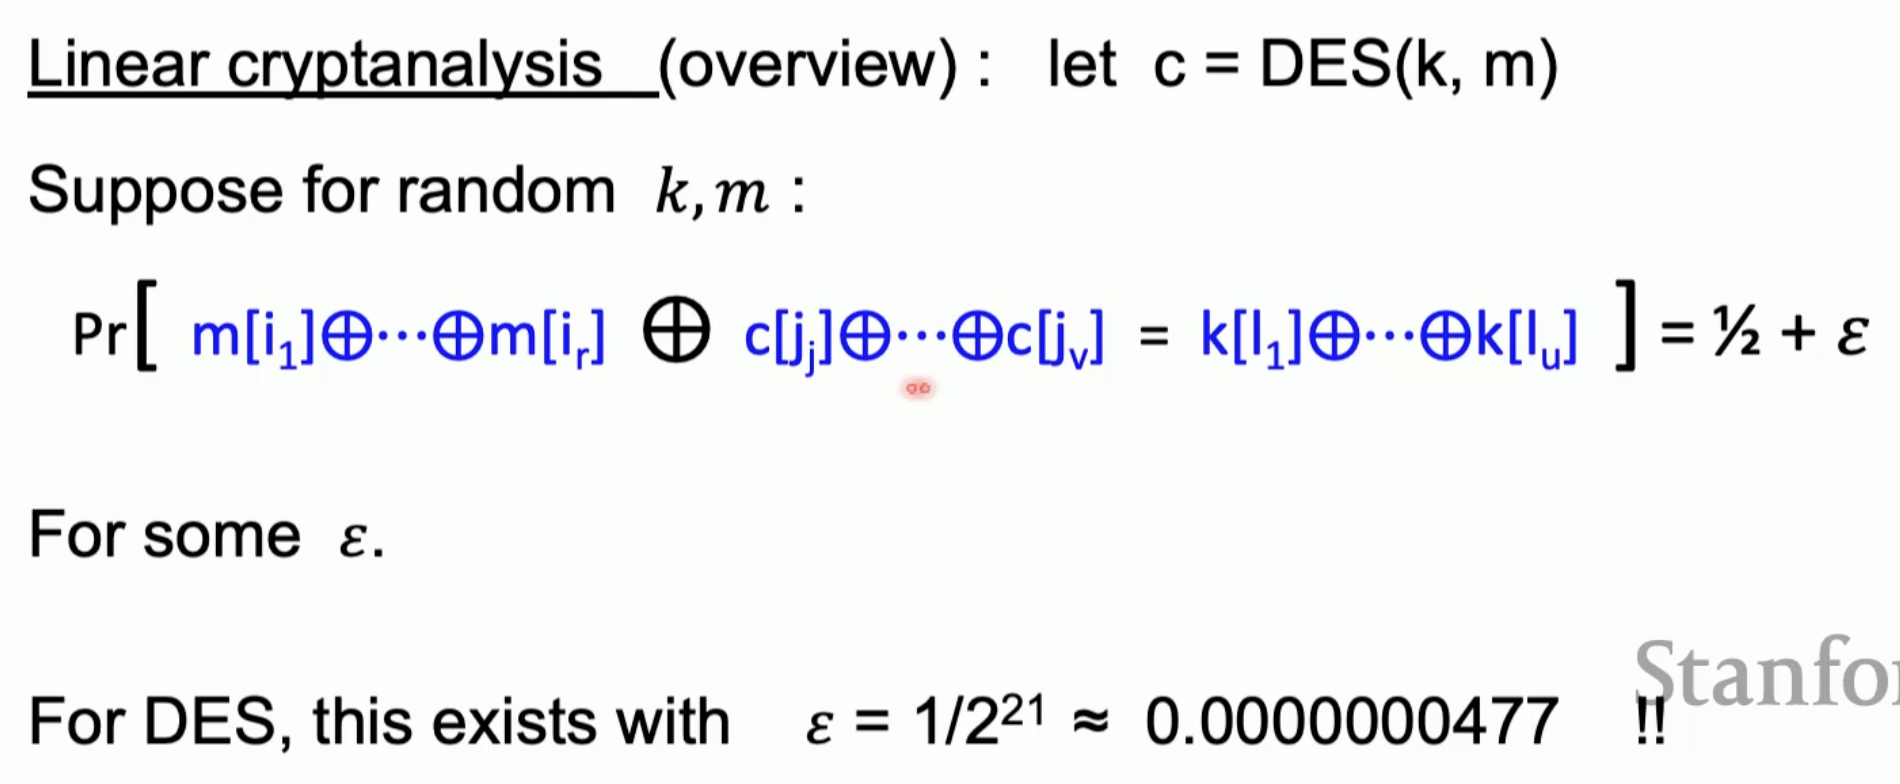 Linear cryptanalysis (overview) : let c = DES(k, m)
Suppose for random k, m :
Pr[ m[i₁]⊕⋯⊕m[iᵣ] ⊕ c[jⱼ]⊕⋯⊕c[jᵥ] = k[l₁]⊕⋯⊕k[lᵤ] ] = ½ + ε
For some ε.
For DES, this exists with ε = 1/2²¹ ≈ 0.0000000477 !!
Stanfor